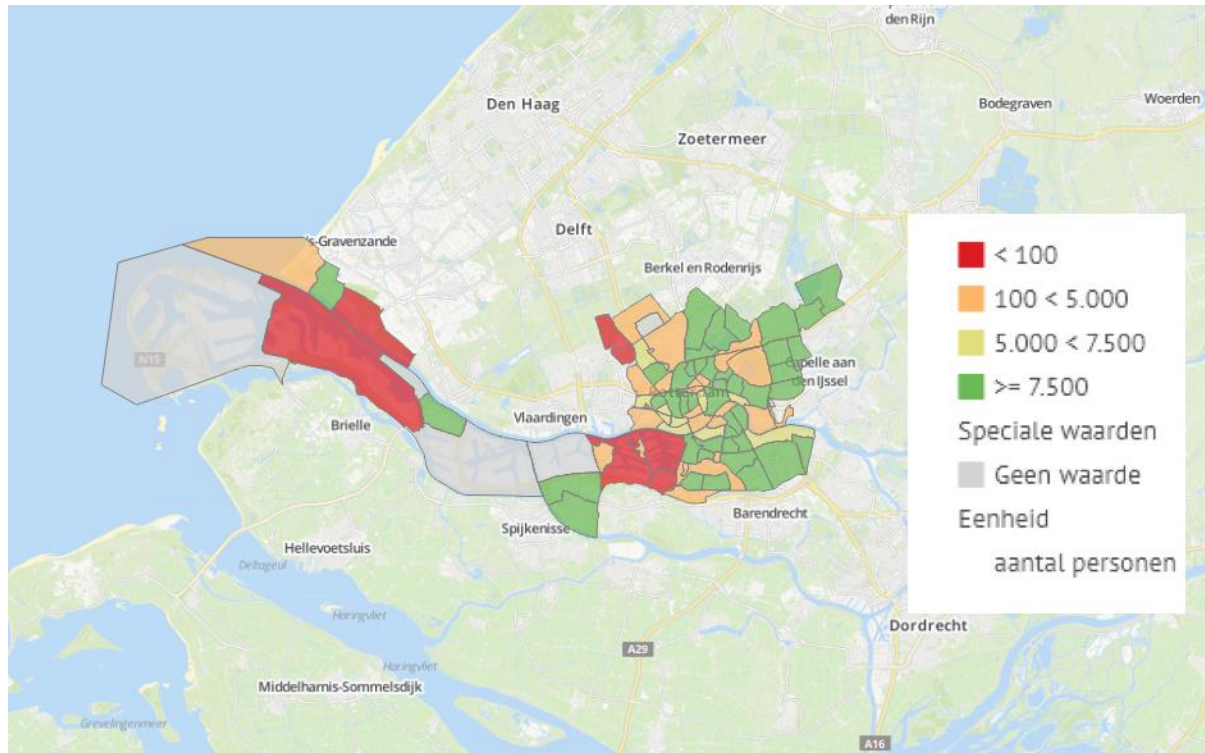 den Rijn
Den Haag
Bodegraven
Woerden
Zoetermeer
Delft
's-Gravenzande
Berkel en Rodenrijs
N15
Capelle aan
den IJssel
Rotterdam
Vlaardingen
Brielle
Barendrecht
Spijkenisse
Hellevoetsluis
Deltageul
Haringvliet
Dordrecht
A29
Haringvliet
Middelharnis-Sommelsdijk
Grevelingenmeer
A16
< 100
100 < 5.000
5.000 < 7.500
>= 7.500
Speciale waarden
Geen waarde
Eenheid
aantal personen